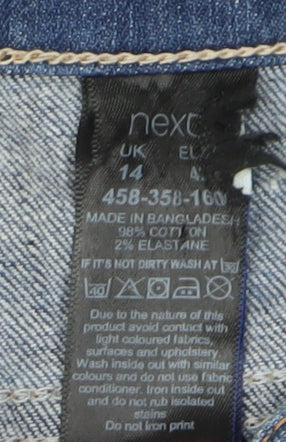 next
UK
14
458-358-160
MADE IN BANGLADESH
98% COTTON
2% ELASTANE
IF IT'S NOT DIRTY WASH AT 30
40
Due to the nature of this
product avoid contact with
light coloured fabrics,
surfaces and upholstery.
Wash inside out with similar
colours and do not use fabric
conditioner. Iron inside out
and do not rub isolated
stains
Do not iron print